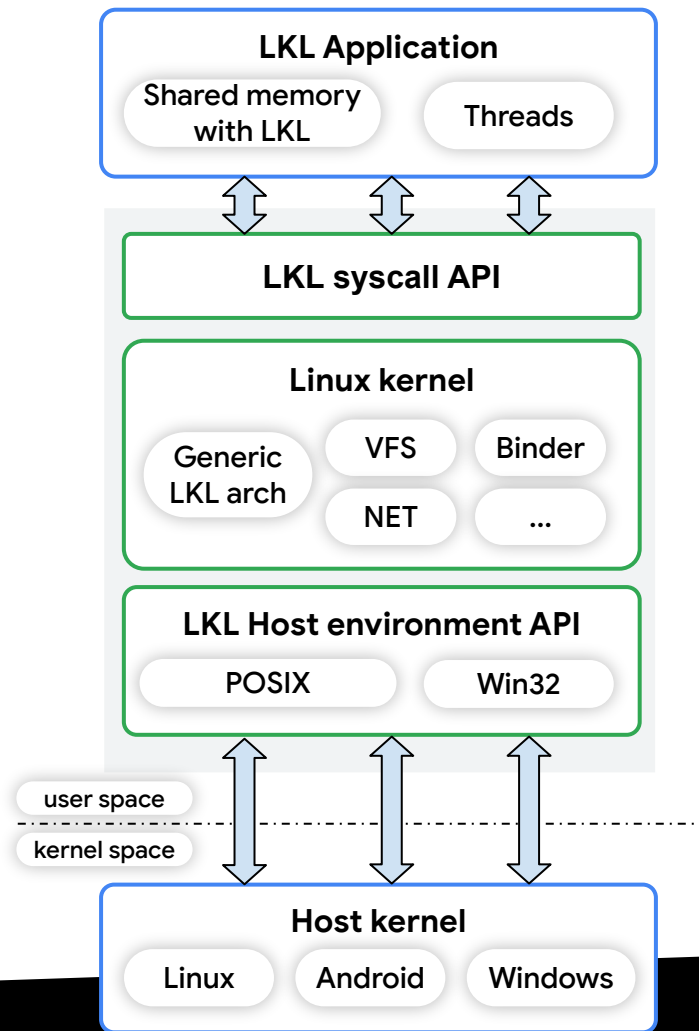 LKL Application
Shared memory
with LKL
Threads
LKL syscall API
Linux kernel
Generic
LKL arch
VFS
Binder
NET
...
LKL Host environment API
POSIX
Win32
user space
kernel space
Host kernel
Linux
Android
Windows